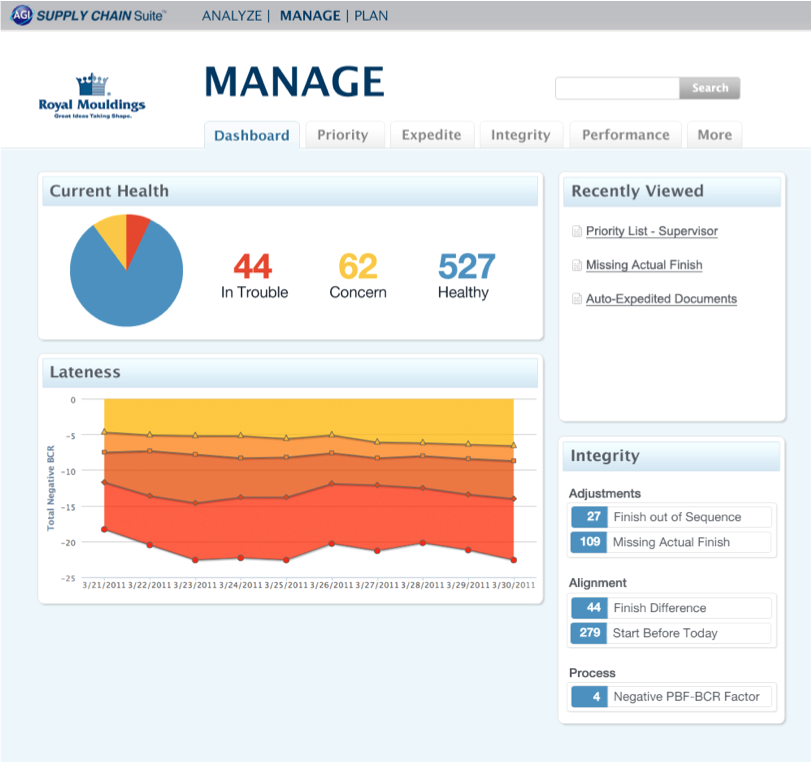 AGI SUPPLY CHAIN Suite™ ANALYZE | MANAGE | PLAN
Royal Mouldings®
Great Ideas Taking Shape.
MANAGE
Search
Dashboard Priority Expedite Integrity Performance More
Current Health
44 62 527
In Trouble Concern Healthy
Recently Viewed
Priority List - Supervisor
Missing Actual Finish
Auto-Expedited Documents
Lateness
Total Negative BCR
0
-5
-10
-15
-20
-25
3/21/2011 3/22/2011 3/23/2011 3/24/2011 3/25/2011 3/26/2011 3/27/2011 3/28/2011 3/29/2011 3/30/2011
Integrity
Adjustments
27 Finish out of Sequence
109 Missing Actual Finish
Alignment
44 Finish Difference
279 Start Before Today
Process
4 Negative PBF-BCR Factor